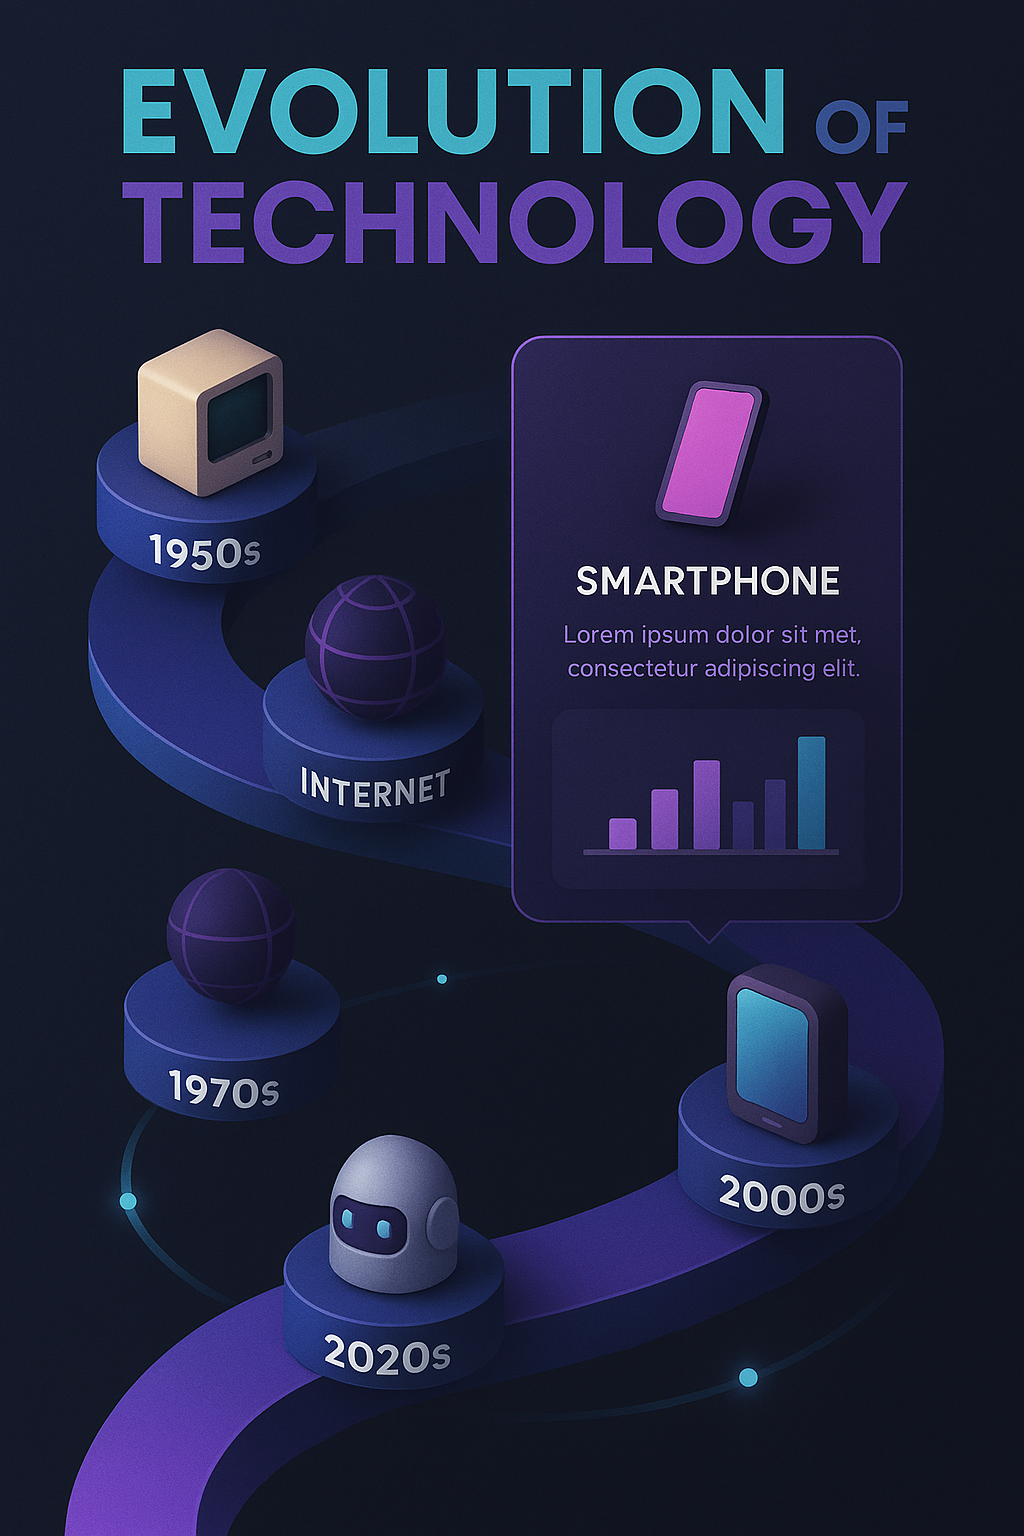 EVOLUTION OF
TECHNOLOGY
1950s
SMARTPHONE
Lorem ipsum dolor sit met,
consectetur adipiscing elit.
INTERNET
1970s
2000s
2020s